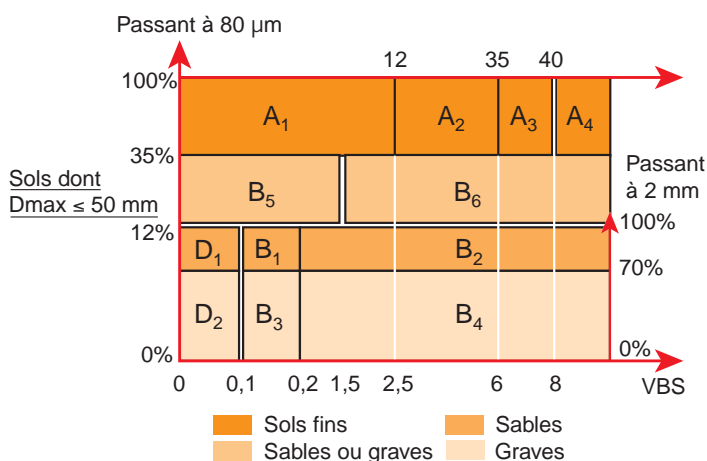 Passant à 80 µm
12 35 40
100%
A1 A2 A3 A4
35%
Passant
à 2 mm
Sols dont
Dmax ≤ 50 mm
B5 B6
100%
12%
D1 B1 B2
70%
D2 B3 B4
0% 0%
0 0,1 0,2 1,5 2,5 6 8 VBS
Sols fins Sables
Sables ou graves Graves